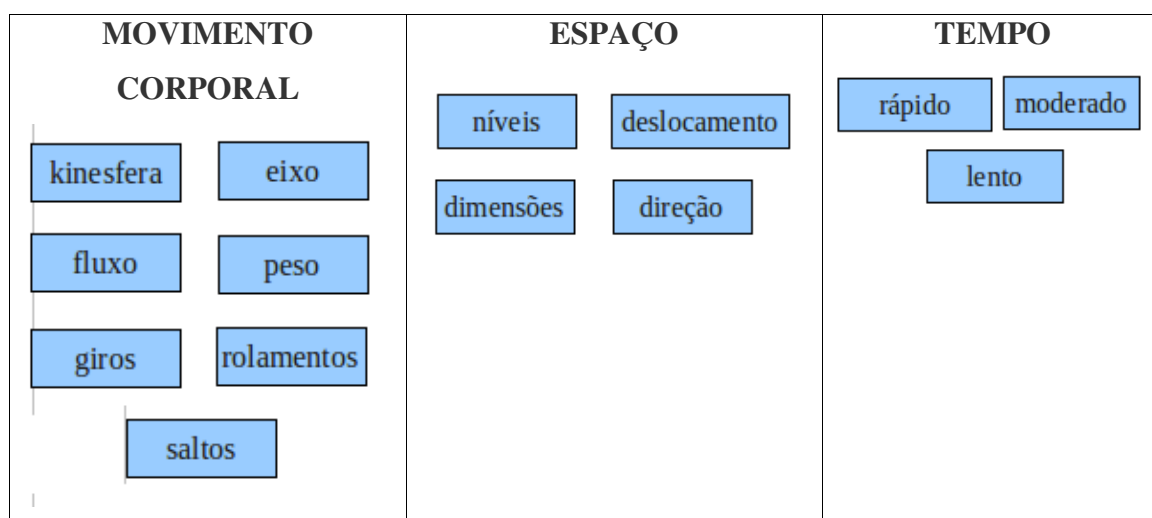 MOVIMENTO
CORPORAL
kinesfera eixo
fluxo peso
giros rolamentos
saltos
ESPAÇO
níveis deslocamento
dimensões direção
TEMPO
rápido moderado
lento